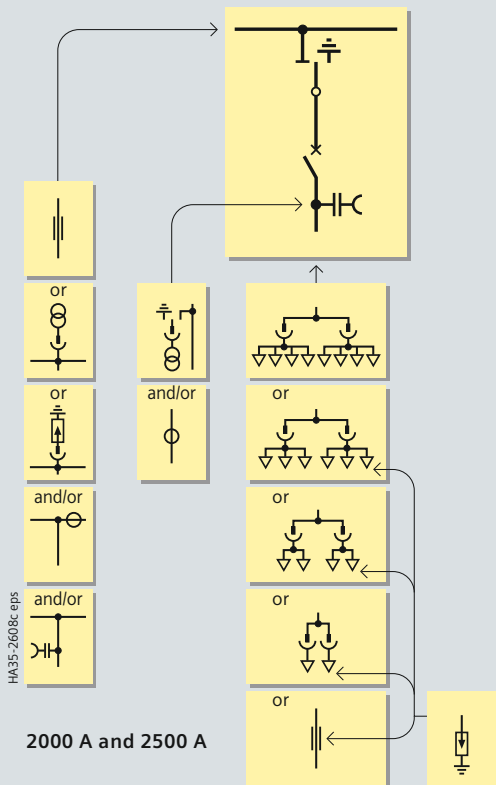 or
or
and/or
and/or
and/or
or
or
or
or
HA35-2608c eps
2000 A and 2500 A